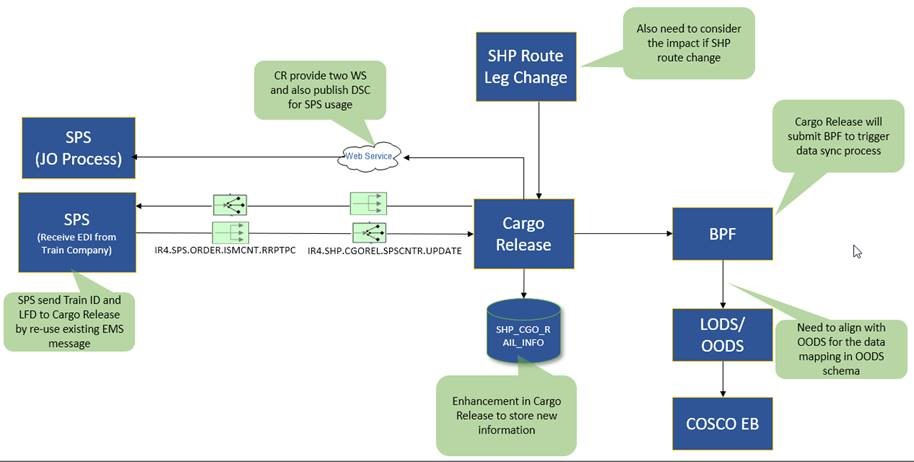 Also need to consider
the impact if SHP
route change
SHP Route
Leg Change
CR provide two WS
and also publish DSC
for SPS usage
Cargo Release will
submit BPF to trigger
data sync process
SPS
(JO Process)
Web Service
SPS
(Receive EDI from
Train Company)
IR4.SPS.ORDER.ISMCNT.RRPTPC
IR4.SHP.CGOREL.SPSCNTR.UPDATE
Cargo
Release
BPF
SPS send Train ID and
LFD to Cargo Release
by re-use existing EMS
message
SHP_CGO_R
AIL_INFO
LODS/
OODS
Need to align with
OODS for the data
mapping in OODS
schema
Enhancement in Cargo
Release to store new
information
COSCO EB